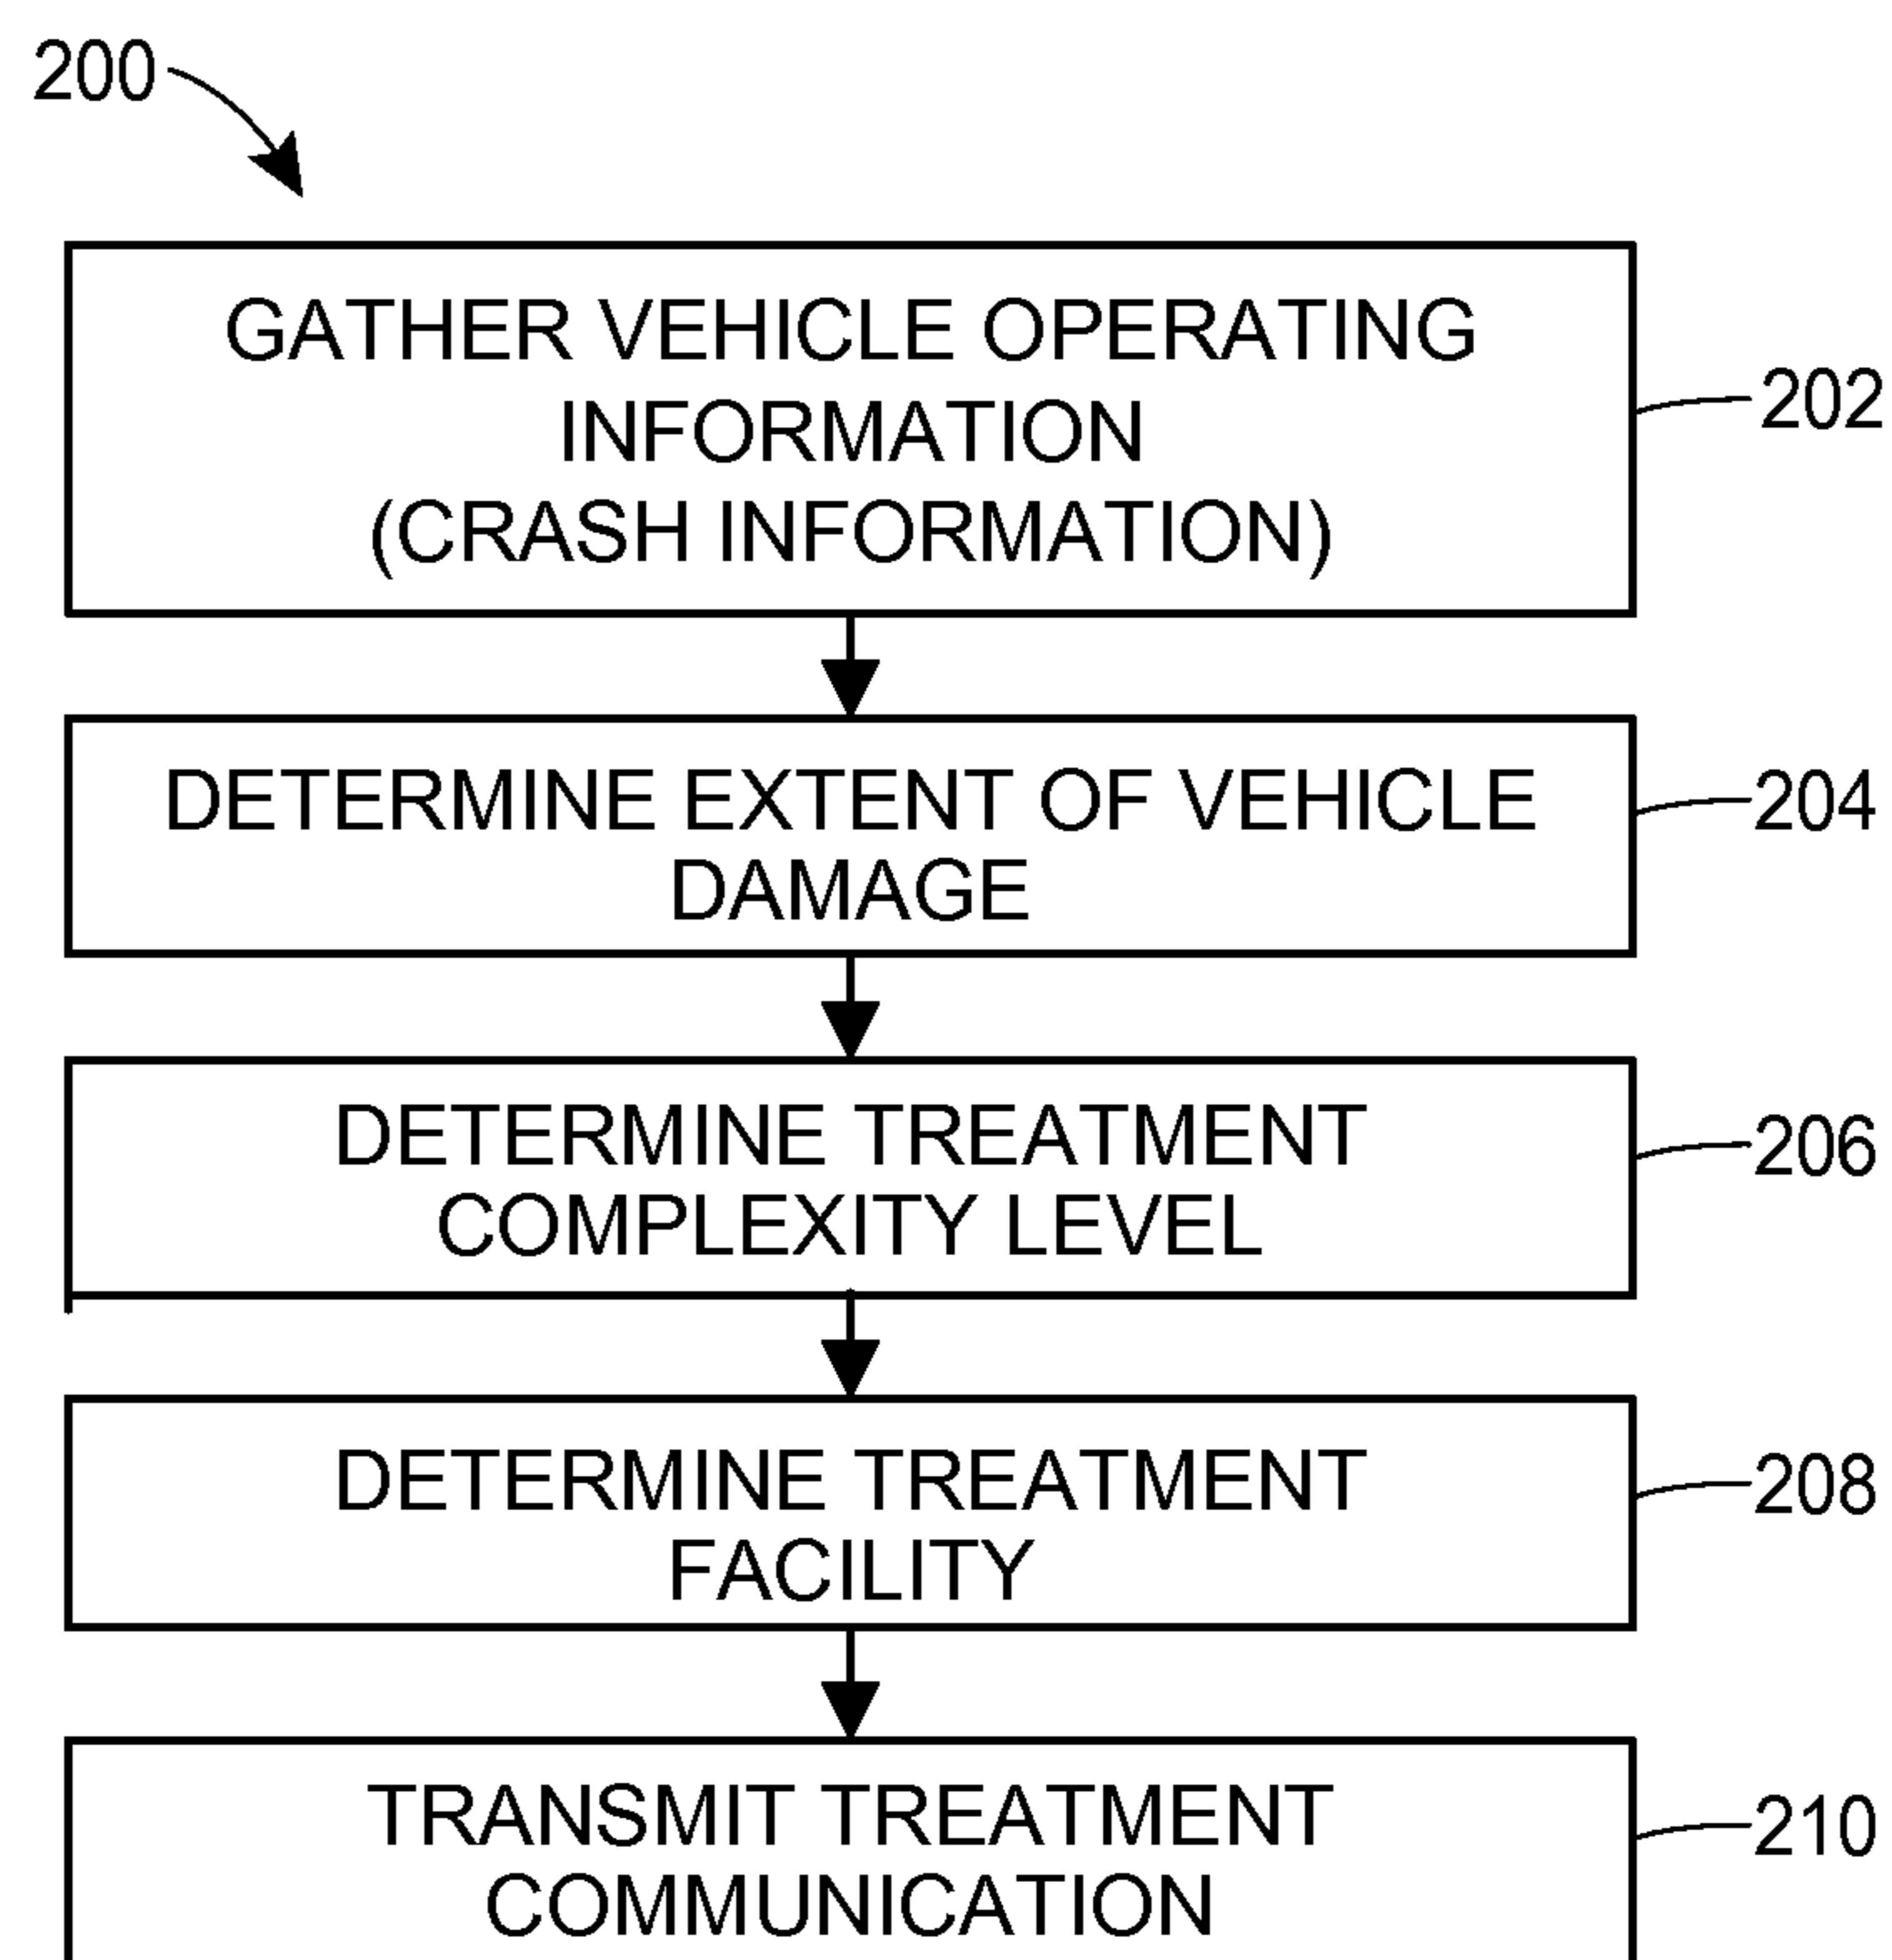 200
GATHER VEHICLE OPERATING
INFORMATION
(CRASH INFORMATION)
202
DETERMINE EXTENT OF VEHICLE
DAMAGE
204
DETERMINE TREATMENT
COMPLEXITY LEVEL
206
DETERMINE TREATMENT
FACILITY
208
TRANSMIT TREATMENT
COMMUNICATION
210